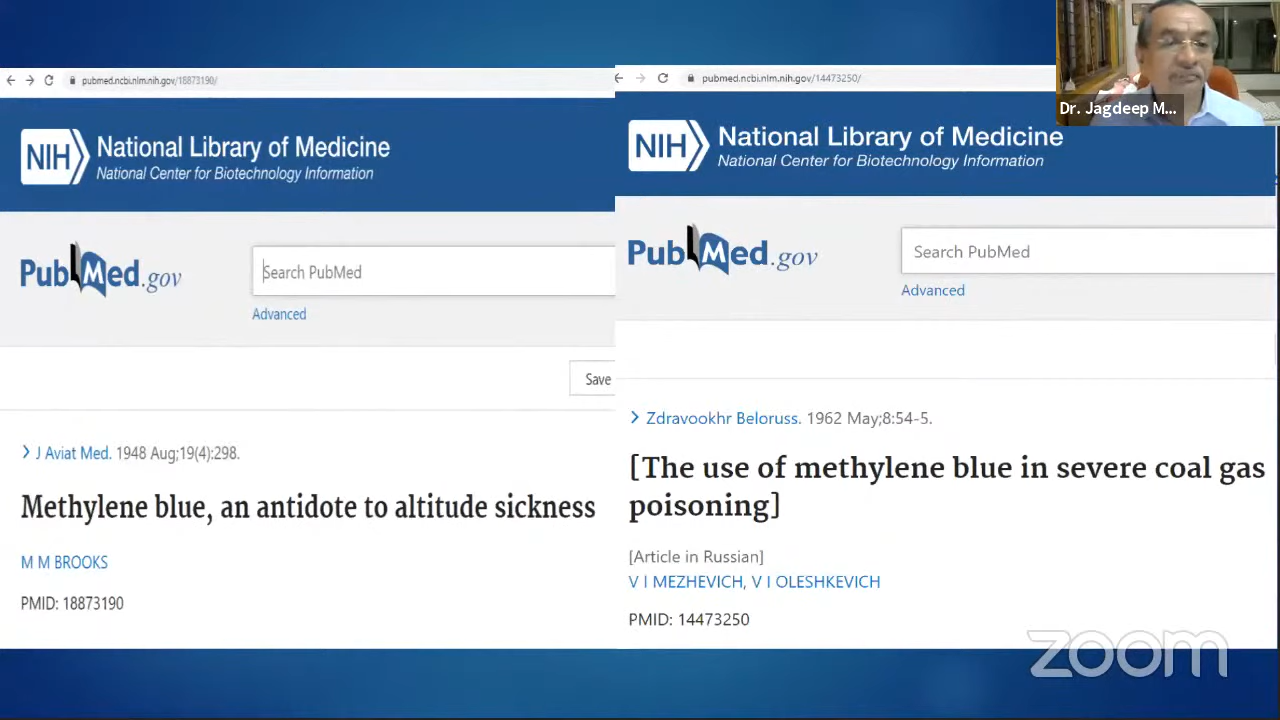 pubmed.ncbi.nlm.nih.gov/18873190/
NIH
National Library of Medicine
National Center for Biotechnology Information
PubMed.gov
Search PubMed
Advanced
Save
J Aviat Med. 1948 Aug;19(4):298.
Methylene blue, an antidote to altitude sickness
M M BROOKS
PMID: 18873190
pubmed.ncbi.nlm.nih.gov/14473250/
NIH
National Library of Medicine
National Center for Biotechnology Information
PubMed.gov
Search PubMed
Advanced
Zdravookhr Beloruss. 1962 May;8:54-5.
[The use of methylene blue in severe coal gas
poisoning]
[Article in Russian]
V I MEZHEVICH, V I OLESHKEVICH
PMID: 14473250
Dr. Jagdeep M...
zoom